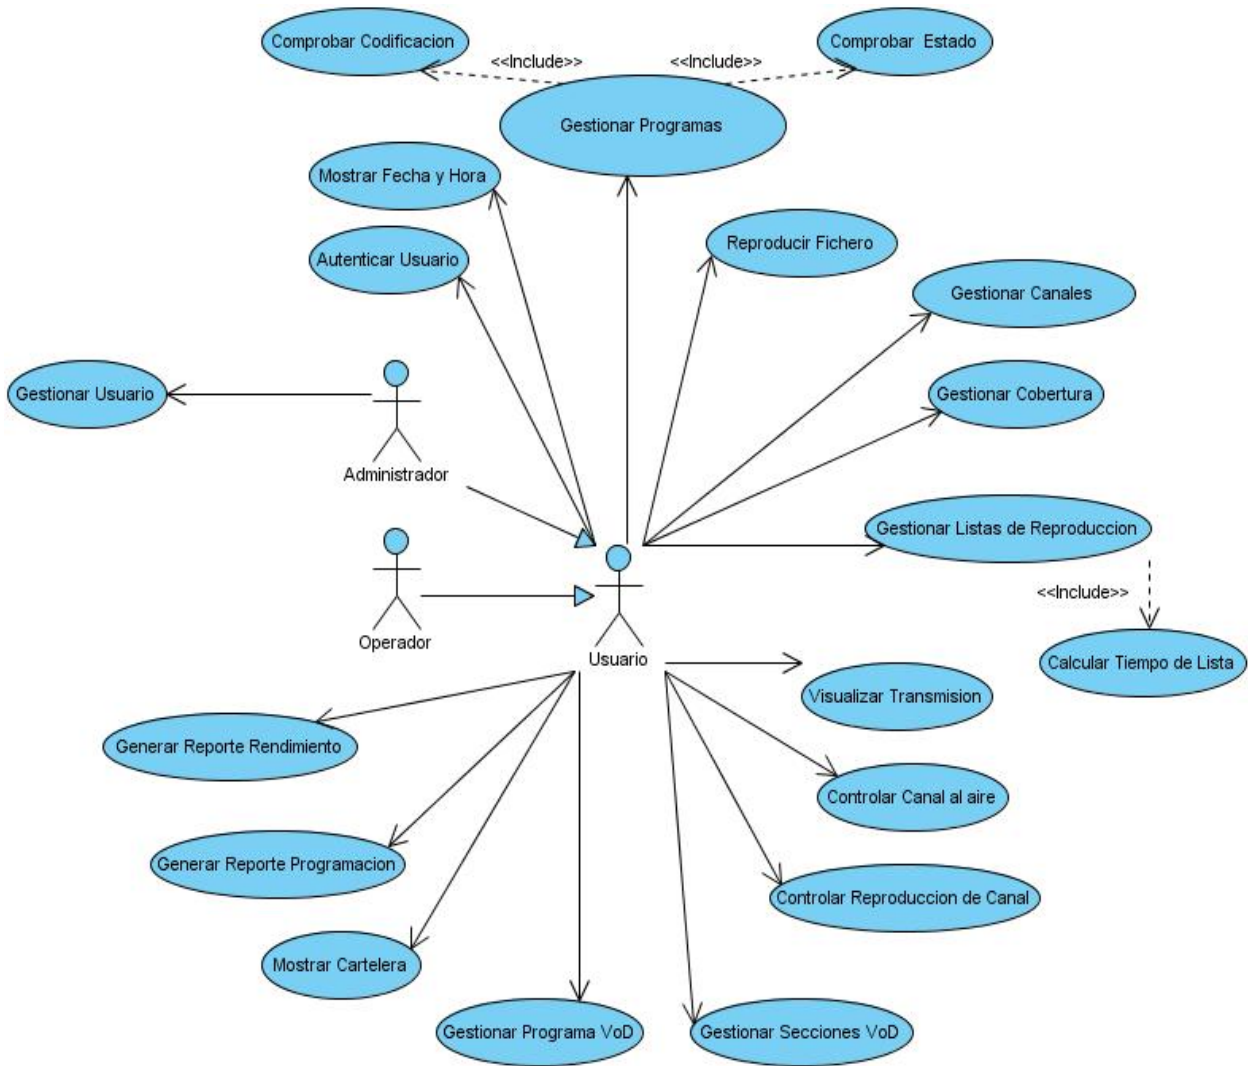 Comprobar Codificacion
Comprobar  Estado
<<Include>>
<<Include>>
Gestionar Programas
Mostrar Fecha y Hora
Reproducir Fichero
Autenticar Usuario
Gestionar Canales
Gestionar Usuario
Gestionar Cobertura
Administrador
Gestionar Listas de Reproduccion
<<Include>>
Operador
Usuario
Calcular Tiempo de Lista
Visualizar Transmision
Generar Reporte Rendimiento
Controlar Canal al aire
Generar Reporte Programacion
Controlar Reproduccion de Canal
Mostrar Cartelera
Gestionar Programa VoD
Gestionar Secciones VoD